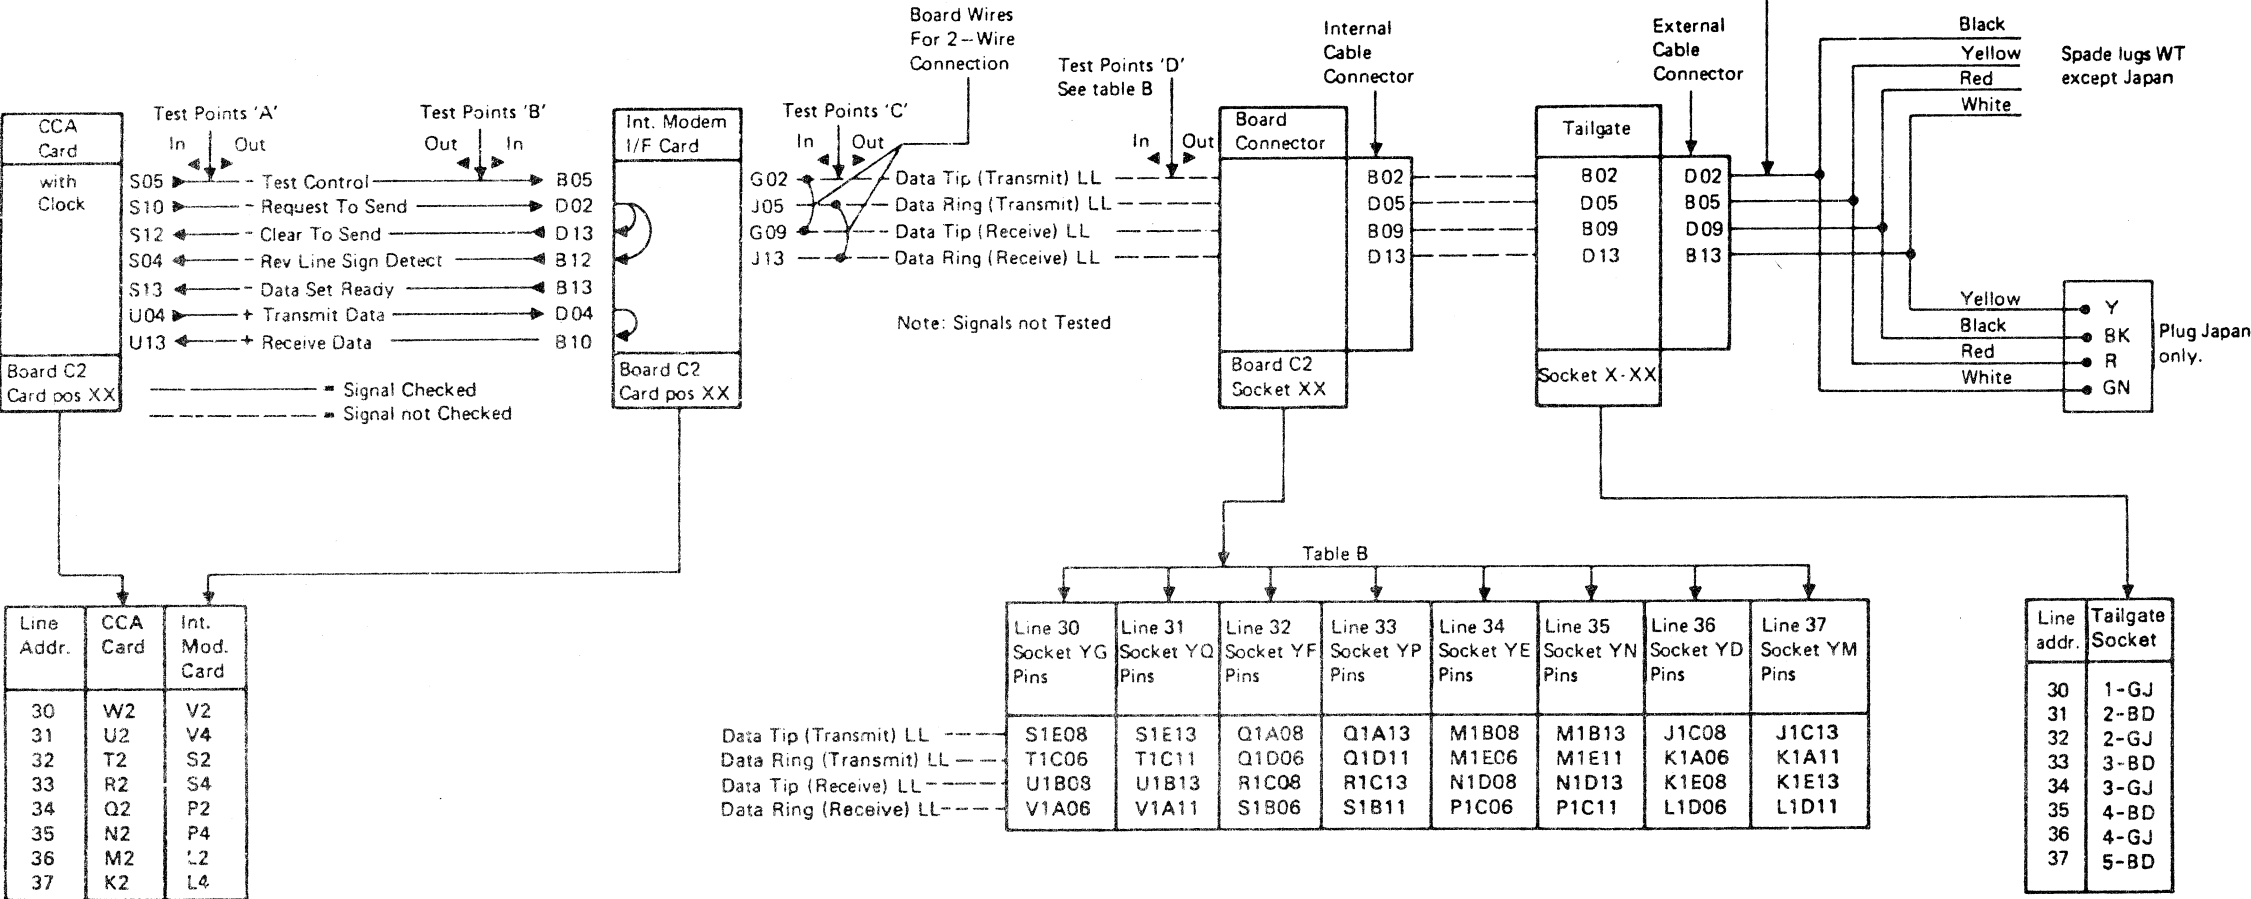 Board Wires
For 2-Wire
Connection
Test Points 'D'
See table B
Internal
Cable
Connector
External
Cable
Connector
Black
Yellow
Red
White
Spade lugs WT
except Japan
CCA
Card
with
Clock
Board C2
Card pos XX
Test Points 'A'
In Out
Test Points 'B'
Out In
S05 - Test Control B05
S10 - Request To Send D02
S12 - Clear To Send D13
S04 - Rev Line Sign Detect B12
S13 - Data Set Ready B13
U04 + Transmit Data D04
U13 + Receive Data B10
= Signal Checked
= Signal not Checked
Int. Modem
I/F Card
Board C2
Card pos XX
Test Points 'C'
In Out
In Out
G02 Data Tip (Transmit) LL
J05 Data Ring (Transmit) LL
G09 Data Tip (Receive) LL
J13 Data Ring (Receive) LL
Note: Signals not Tested
Board
Connector
Board C2
Socket XX
B02
D05
B09
D13
Tailgate
B02
D05
B09
D13
Socket X-XX
D02
B05
D09
B13
Yellow
Black
Red
White
Y
BK
R
GN
Plug Japan
only.
Line
Addr.
CCA
Card
Int.
Mod.
Card
30 W2 V2
31 U2 V4
32 T2 S2
33 R2 S4
34 Q2 P2
35 N2 P4
36 M2 L2
37 K2 L4
Table B
Line 30
Socket YG
Pins
Line 31
Socket YQ
Pins
Line 32
Socket YF
Pins
Line 33
Socket YP
Pins
Line 34
Socket YE
Pins
Line 35
Socket YN
Pins
Line 36
Socket YD
Pins
Line 37
Socket YM
Pins
Data Tip (Transmit) LL S1E08 S1E13 Q1A08 Q1A13 M1B08 M1B13 J1C08 J1C13
Data Ring (Transmit) LL T1C06 T1C11 Q1D06 Q1D11 M1E06 M1E11 K1A06 K1A11
Data Tip (Receive) LL U1B08 U1B13 R1C08 R1C13 N1D08 N1D13 K1E08 K1E13
Data Ring (Receive) LL V1A06 V1A11 S1B06 S1B11 P1C06 P1C11 L1D06 L1D11
Line
addr.
Tailgate
Socket
30 1-GJ
31 2-BD
32 2-GJ
33 3-BD
34 3-GJ
35 4-BD
36 4-GJ
37 5-BD